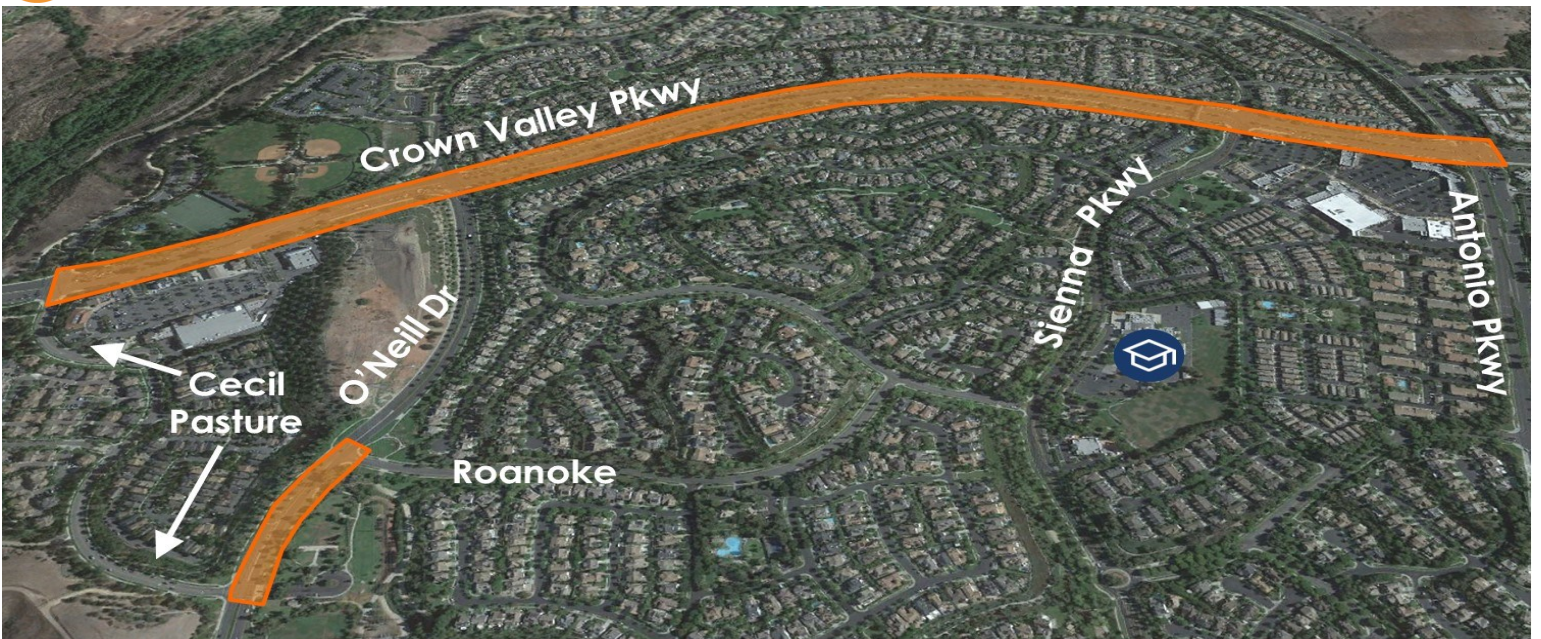 Crown Valley Pkwy
Sienna Pkwy
Antonio Pkwy
O'Neill Dr
Cecil
Pasture
Roanoke